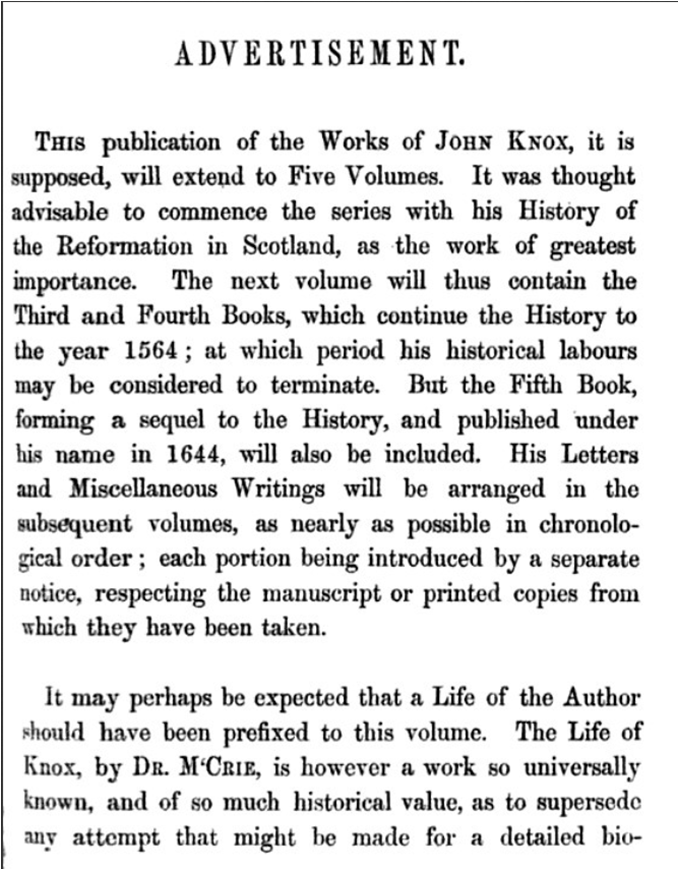 ADVERTISEMENT.
This publication of the Works of John Knox, it is
supposed, will extend to Five Volumes. It was thought
advisable to commence the series with his History of
the Reformation in Scotland, as the work of greatest
importance. The next volume will thus contain the
Third and Fourth Books, which continue the History to
the year 1564 ; at which period his historical labours
may be considered to terminate. But the Fifth Book,
forming a sequel to the History, and published under
his name in 1644, will also be included. His Letters
and Miscellaneous Writings will be arranged in the
subsequent volumes, as nearly as possible in chronolo-
gical order ; each portion being introduced by a separate
notice, respecting the manuscript or printed copies from
which they have been taken.
It may perhaps be expected that a Life of the Author
should have been prefixed to this volume. The Life of
Knox, by Dr. M‘Crie, is however a work so universally
known, and of so much historical value, as to supersede
any attempt that might be made for a detailed bio-